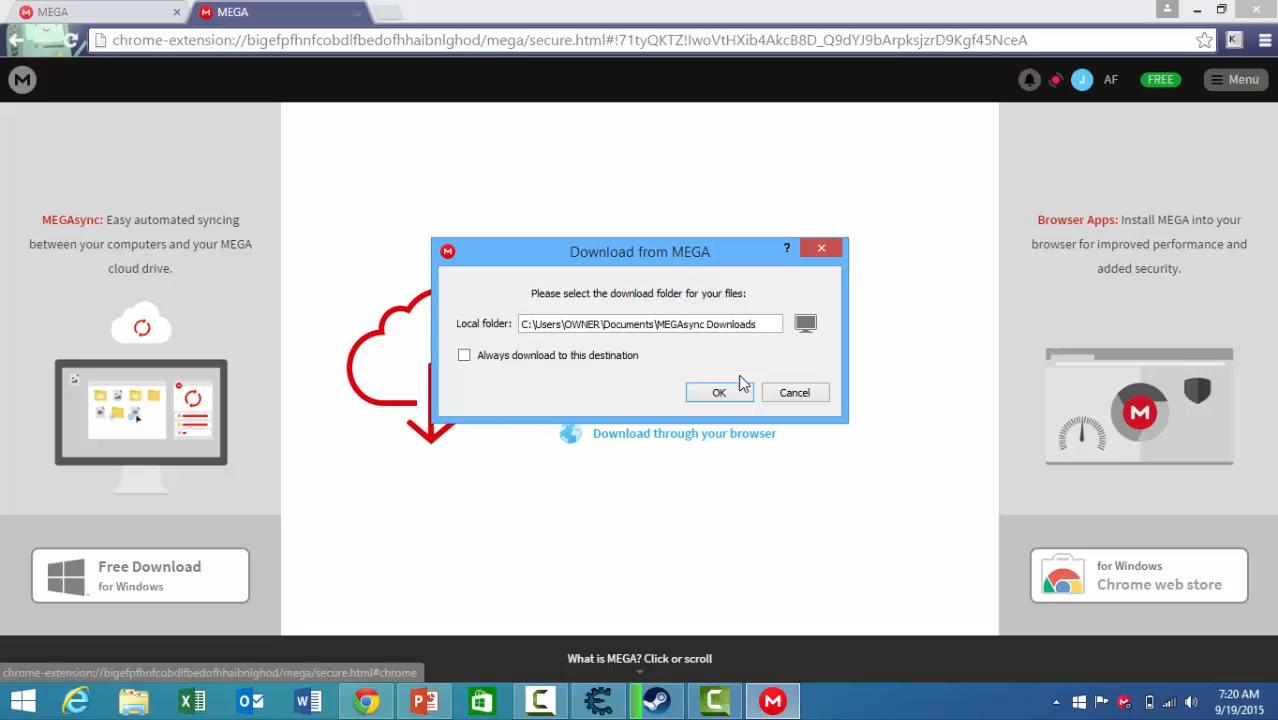 MEGA
MEGA
chrome-extension://bigefpfhnfcobdlfbedofhhaibnlghod/mega/secure.html#!71tyQKTZ!IwoVtHXib4AkcB8D_Q9dYJ9bArpksjzrD9Kgf45NceA
K
M
J
AF
FREE
Menu
MEGAsync: Easy automated syncing
between your computers and your MEGA
cloud drive.
Free Download
for Windows
Download from MEGA
?
Please select the download folder for your files:
Local folder: C:\Users\OWNER\Documents\MEGAsync Downloads
Always download to this destination
OK
Cancel
Download through your browser
Browser Apps: Install MEGA into your
browser for improved performance and
added security.
M
for Windows
Chrome web store
What is MEGA? Click or scroll
chrome-extension://bigefpfhnfcobdlfbedofhhaibnlghod/mega/secure.html#chrome
7:20 AM
9/19/2015